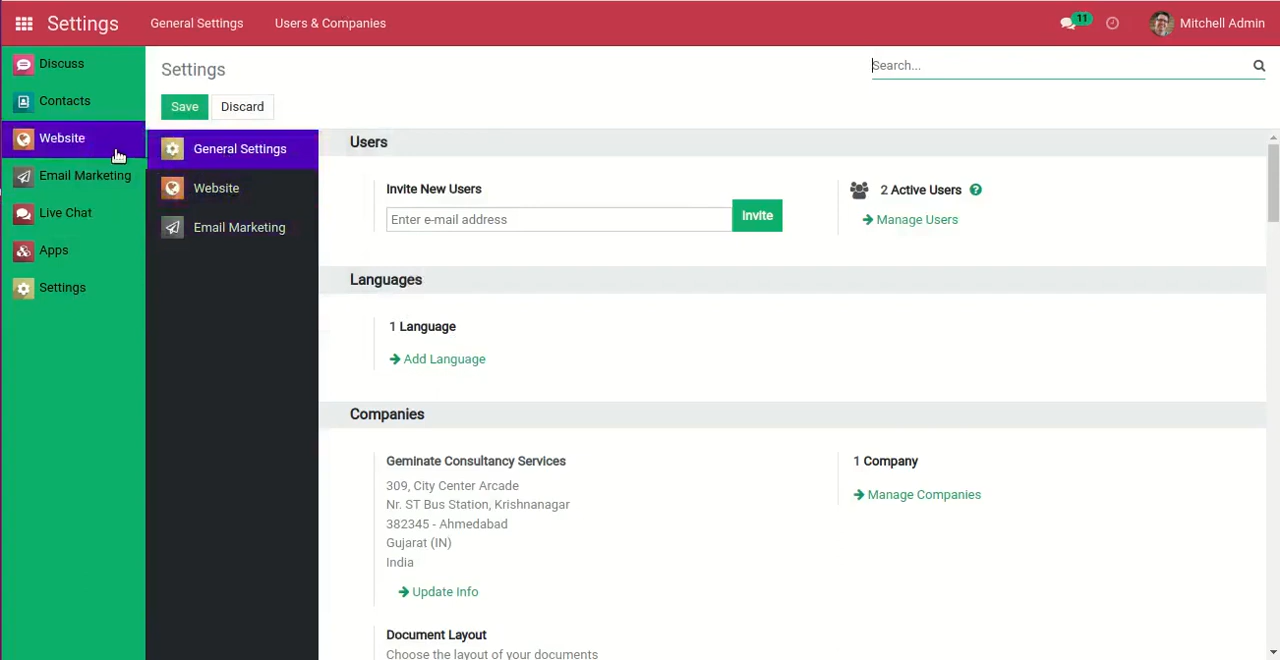 Settings
General Settings
Users & Companies
11
Mitchell Admin
Discuss
Contacts
Website
Email Marketing
Live Chat
Apps
Settings
Settings
Search...
Save
Discard
General Settings
Website
Email Marketing
Users
Invite New Users
Enter e-mail address
Invite
2 Active Users
Manage Users
Languages
1 Language
Add Language
Companies
Geminate Consultancy Services
309, City Center Arcade
Nr. ST Bus Station, Krishnanagar
382345 - Ahmedabad
Gujarat (IN)
India
Update Info
1 Company
Manage Companies
Document Layout
Choose the layout of your documents